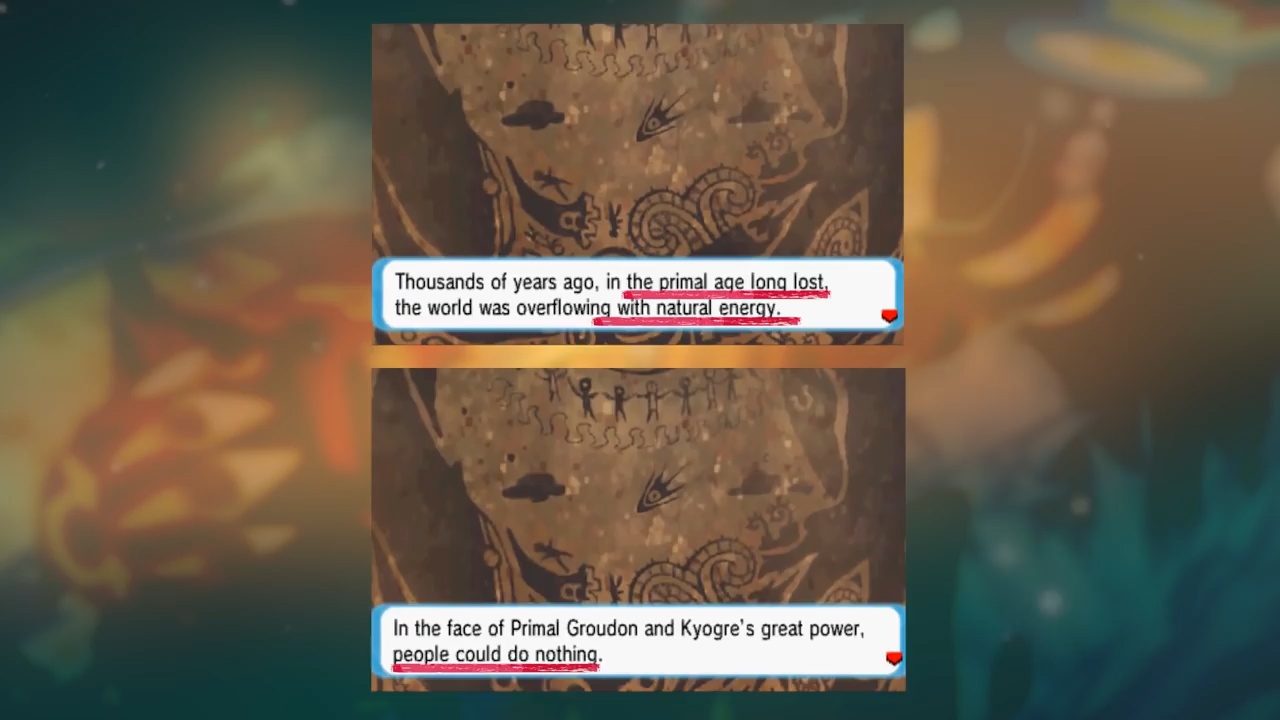 Thousands of years ago, in the primal age long lost,
the world was overflowing with natural energy.
In the face of Primal Groudon and Kyogre's great power,
people could do nothing.